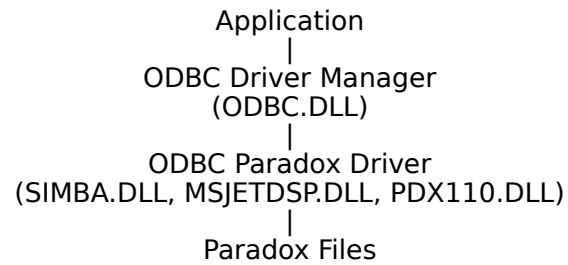 Application
|
ODBC Driver Manager
(ODBC.DLL)
|
ODBC Paradox Driver
(SIMBA.DLL, MSJETDSP.DLL, PDX110.DLL)
|
Paradox Files